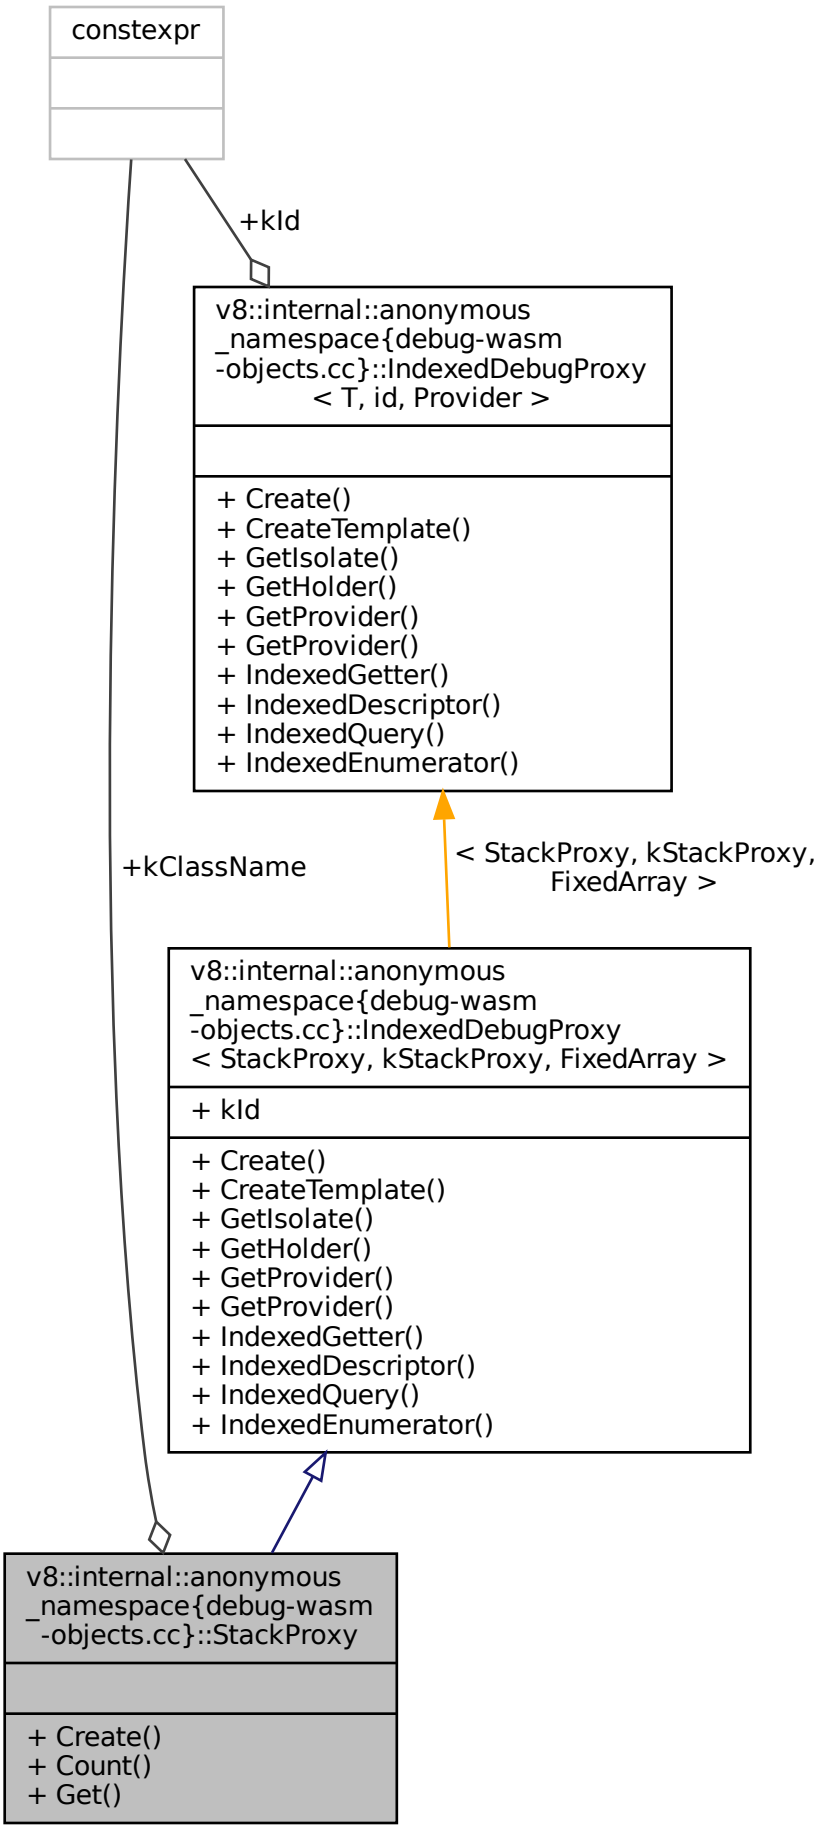 constexpr
+kId
v8::internal::anonymous
_namespace{debug-wasm
-objects.cc}::IndexedDebugProxy
< T, id, Provider >
+ Create()
+ CreateTemplate()
+ GetIsolate()
+ GetHolder()
+ GetProvider()
+ GetProvider()
+ IndexedGetter()
+ IndexedDescriptor()
+ IndexedQuery()
+ IndexedEnumerator()
+kClassName
< StackProxy, kStackProxy,
FixedArray >
v8::internal::anonymous
_namespace{debug-wasm
-objects.cc}::IndexedDebugProxy
< StackProxy, kStackProxy, FixedArray >
+ kId
+ Create()
+ CreateTemplate()
+ GetIsolate()
+ GetHolder()
+ GetProvider()
+ GetProvider()
+ IndexedGetter()
+ IndexedDescriptor()
+ IndexedQuery()
+ IndexedEnumerator()
v8::internal::anonymous
_namespace{debug-wasm
-objects.cc}::StackProxy
+ Create()
+ Count()
+ Get()